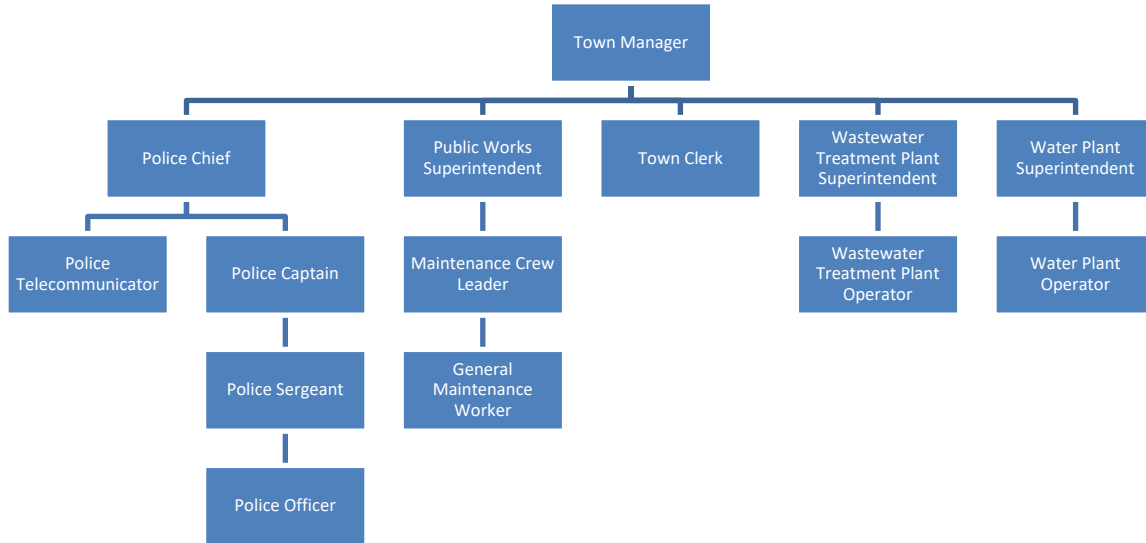 Town Manager
Police Chief
Public Works
Superintendent
Town Clerk
Wastewater
Treatment Plant
Superintendent
Water Plant
Superintendent
Police
Telecommunicator
Police Captain
Maintenance Crew
Leader
Wastewater
Treatment Plant
Operator
Water Plant
Operator
Police Sergeant
General
Maintenance
Worker
Police Officer